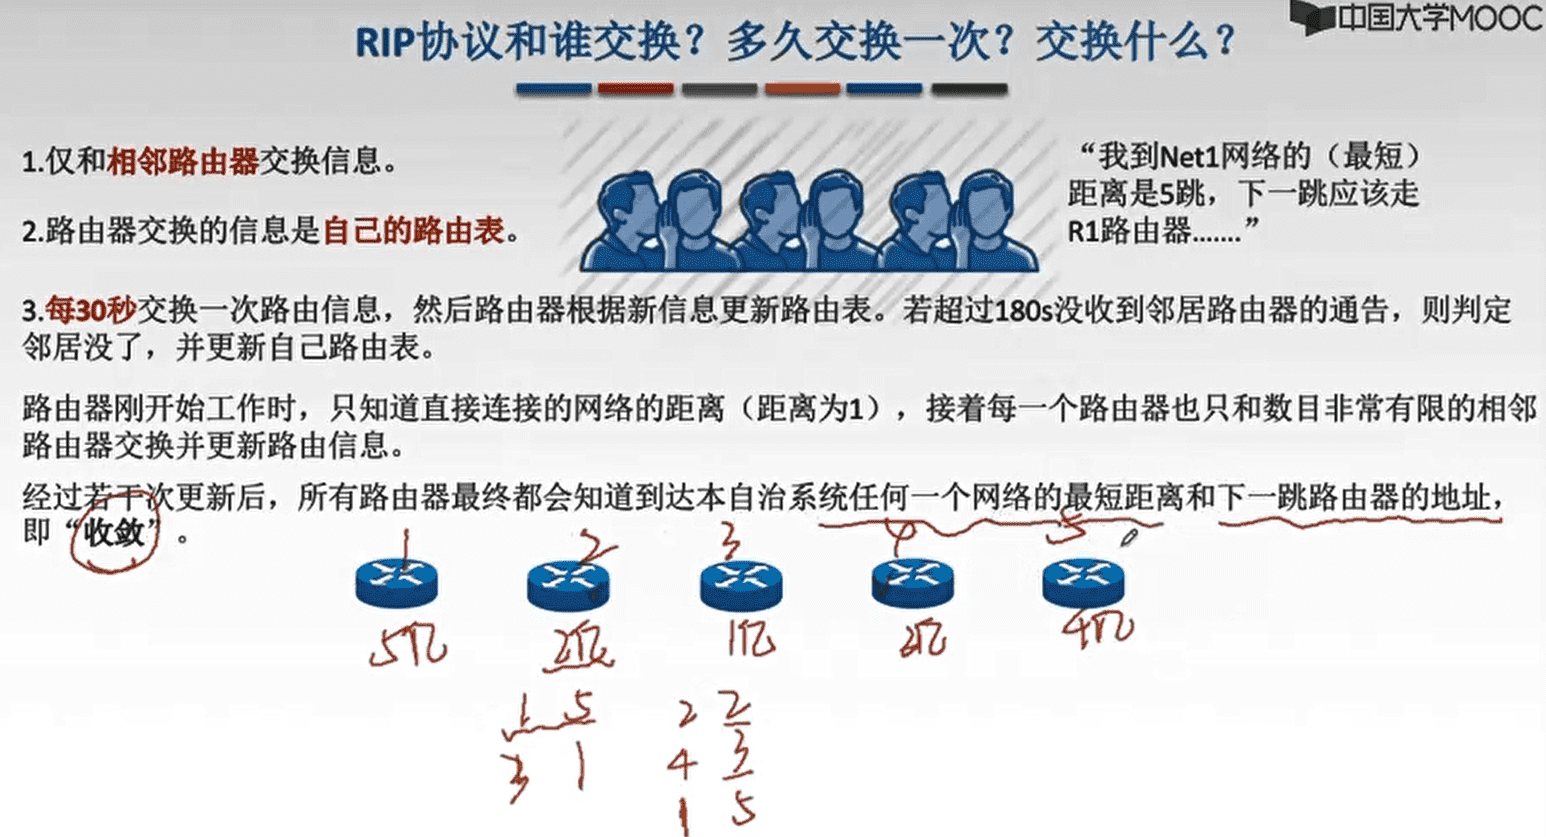 中国大学MOOC
RIP协议和谁交换？多久交换一次？交换什么？
1.仅和相邻路由器交换信息。
“我到Net1网络的（最短）
距离是5跳，下一跳应该走
R1路由器.......”
2.路由器交换的信息是自己的路由表。
3.每30秒交换一次路由信息，然后路由器根据新信息更新路由表。若超过180s没收到邻居路由器的通告，则判定
邻居没了，并更新自己路由表。
路由器刚开始工作时，只知道直接连接的网络的距离（距离为1），接着每一个路由器也只和数目非常有限的相邻
路由器交换并更新路由信息。
经过若干次更新后，所有路由器最终都会知道到达本自治系统任何一个网络的最短距离和下一跳路由器的地址，
即“收敛”。
1 2 3 4 5
5亿 2亿 1亿 亿 4亿
1 5 2 2
3 1 4 3
1 5